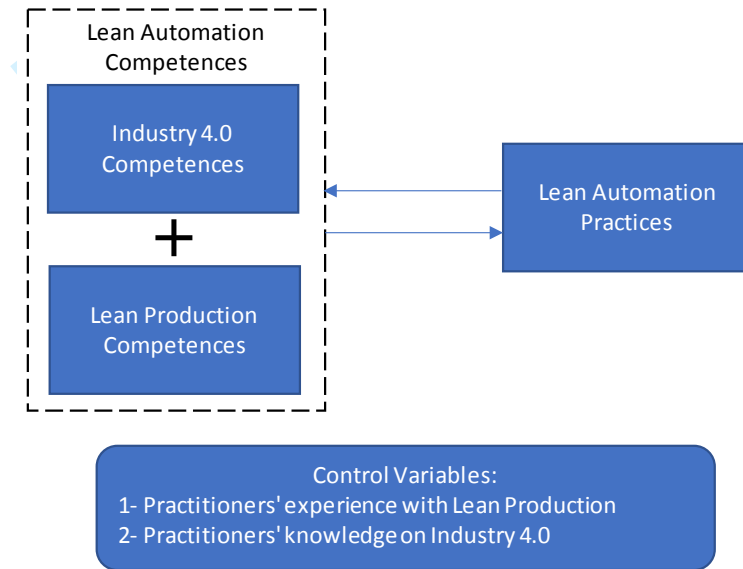 Lean Automation
Competences
Industry 4.0
Competences
+
Lean Production
Competences
Lean Automation
Practices
Control Variables:
1- Practitioners' experience with Lean Production
2- Practitioners' knowledge on Industry 4.0